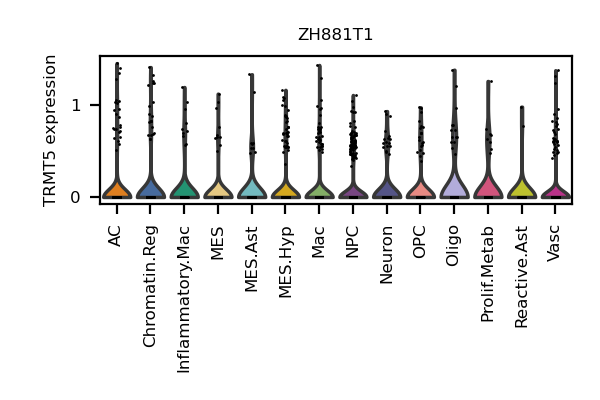 ZH881T1
TRMT5 expression
1
0
AC
Chromatin.Reg
Inflammatory.Mac
MES
MES.Ast
MES.Hyp
Mac
NPC
Neuron
OPC
Oligo
Prolif.Metab
Reactive.Ast
Vasc